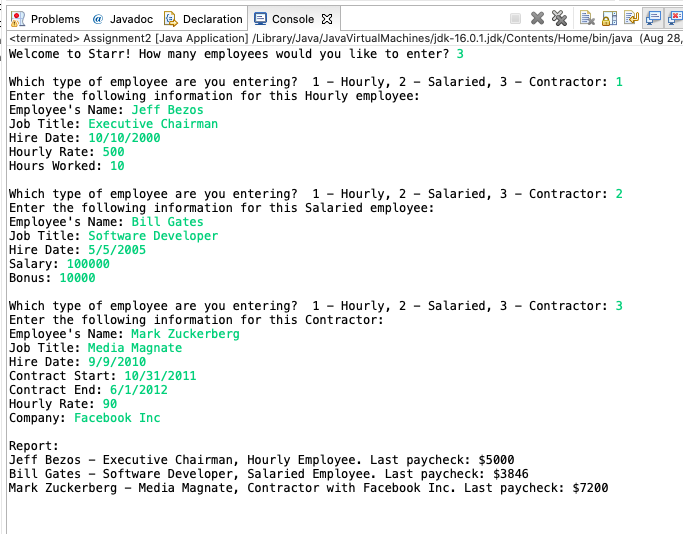 Problems @ Javadoc Declaration Console
<terminated> Assignment2 [Java Application] /Library/Java/JavaVirtualMachines/jdk-16.0.1.jdk/Contents/Home/bin/java (Aug 28,
Welcome to Starr! How many employees would you like to enter? 3
Which type of employee are you entering?  1 – Hourly, 2 – Salaried, 3 – Contractor: 1
Enter the following information for this Hourly employee:
Employee's Name: Jeff Bezos
Job Title: Executive Chairman
Hire Date: 10/10/2000
Hourly Rate: 500
Hours Worked: 10
Which type of employee are you entering?  1 – Hourly, 2 – Salaried, 3 – Contractor: 2
Enter the following information for this Salaried employee:
Employee's Name: Bill Gates
Job Title: Software Developer
Hire Date: 5/5/2005
Salary: 100000
Bonus: 10000
Which type of employee are you entering?  1 – Hourly, 2 – Salaried, 3 – Contractor: 3
Enter the following information for this Contractor:
Employee's Name: Mark Zuckerberg
Job Title: Media Magnate
Hire Date: 9/9/2010
Contract Start: 10/31/2011
Contract End: 6/1/2012
Hourly Rate: 90
Company: Facebook Inc
Report:
Jeff Bezos – Executive Chairman, Hourly Employee. Last paycheck: $5000
Bill Gates – Software Developer, Salaried Employee. Last paycheck: $3846
Mark Zuckerberg – Media Magnate, Contractor with Facebook Inc. Last paycheck: $7200